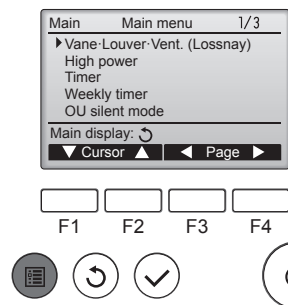 Main Main menu 1/3
Vane·Louver·Vent. (Lossnay)
High power
Timer
Weekly timer
OU silent mode
Main display:
Cursor Page
F1 F2 F3 F4